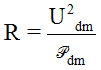 R = U²dm / 𝒫dm